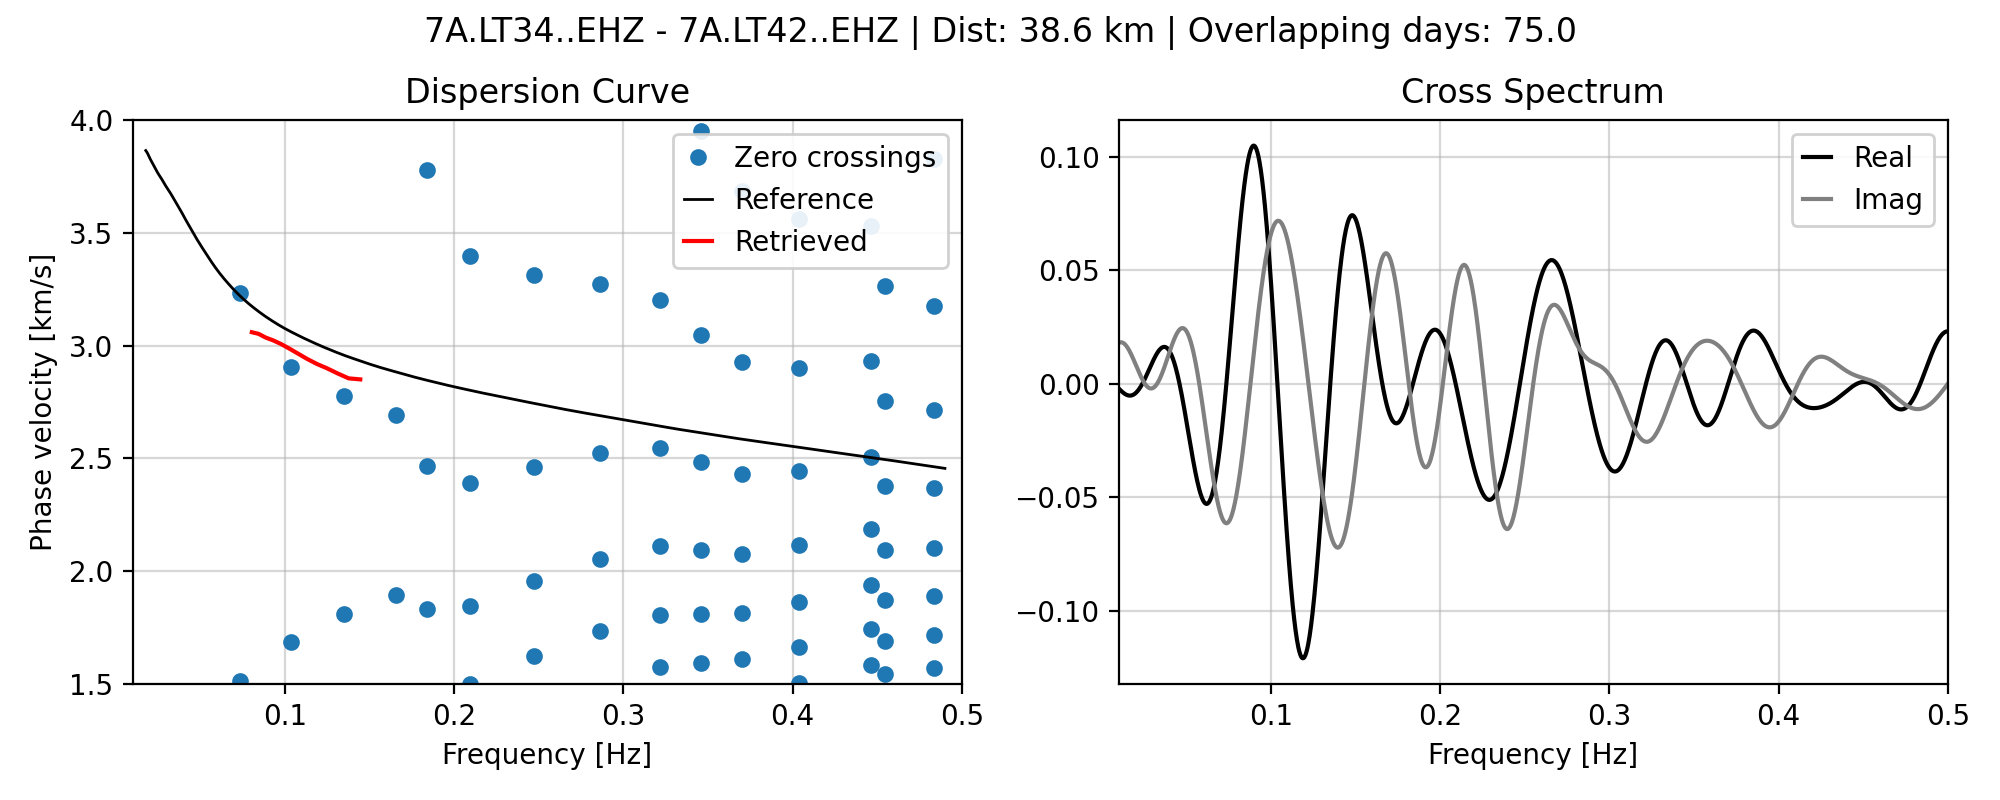 7A.LT34..EHZ - 7A.LT42..EHZ | Dist: 38.6 km | Overlapping days: 75.0
Dispersion Curve
Phase velocity [km/s]
4.0
3.5
3.0
2.5
2.0
1.5
Zero crossings
Reference
Retrieved
0.1 0.2 0.3 0.4 0.5
Frequency [Hz]
Cross Spectrum
0.10
0.05
0.00
−0.05
−0.10
Real
Imag
0.1 0.2 0.3 0.4 0.5
Frequency [Hz]